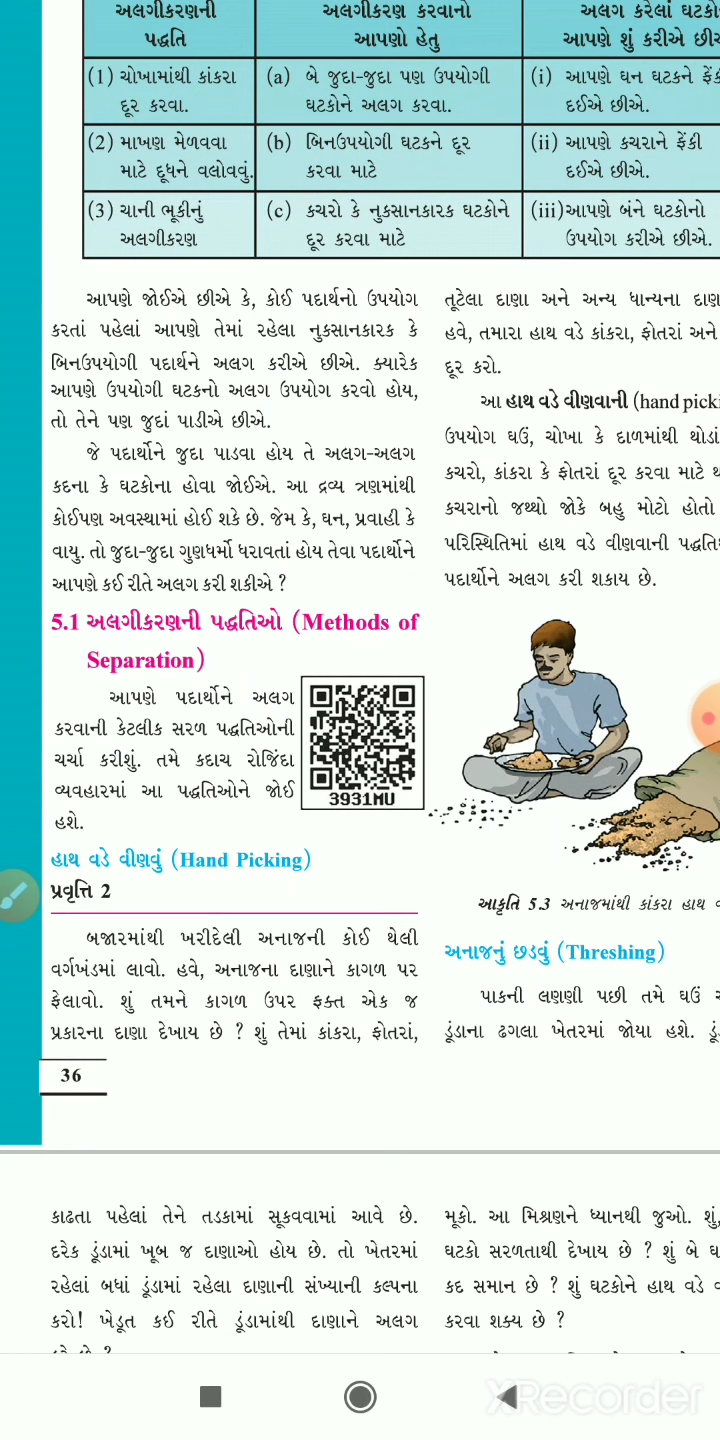 અલગીકરણની
પદ્ધતિ
અલગીકરણ કરવાનો
આપણો હેતુ
અલગ કરેલાં
આપણે શું કરીએ
(1) ચોખામાંથી કાંકરા
દૂર કરવા.
(a) બે જુદા-જુદા પણ ઉપયોગી
ઘટકોને અલગ કરવા.
(i) આપણે ઘન ઘટકને
દઈએ છીએ.
(2) માખણ મેળવવા
માટે દૂધને વલોવવું.
(b) બિનઉપયોગી ઘટકને દૂર
કરવા માટે
(ii) આપણે કચરાને ફેંકી
દઈએ છીએ.
(3) ચાની ભૂકીનું
અલગીકરણ
(c) કચરો કે નુકસાનકારક ઘટકોને
દૂર કરવા માટે
(iii) આપણે બંને ઘટકોનો
ઉપયોગ કરીએ છીએ.
આપણે જોઈએ છીએ કે, કોઈ પદાર્થનો ઉપયોગ
કરતાં પહેલાં આપણે તેમાં રહેલા નુકસાનકારક કે
બિનઉપયોગી પદાર્થને અલગ કરીએ છીએ. ક્યારેક
આપણે ઉપયોગી ઘટકનો અલગ ઉપયોગ કરવો હોય,
તો તેને પણ જુદાં પાડીએ છીએ.
જે પદાર્થોને જુદા પાડવા હોય તે અલગ-અલગ
કદના કે ઘટકોના હોવા જોઈએ. આ દ્રવ્ય ત્રણમાંથી
કોઈપણ અવસ્થામાં હોઈ શકે છે. જેમ કે, ઘન, પ્રવાહી કે
વાયુ. તો જુદા-જુદા ગુણધર્મો ધરાવતાં હોય તેવા પદાર્થોને
આપણે કઈ રીતે અલગ કરી શકીએ ?
5.1 અલગીકરણની પદ્ધતિઓ (Methods of
Separation)
આપણે પદાર્થોને અલગ
કરવાની કેટલીક સરળ પદ્ધતિઓની
ચર્ચા કરીશું. તમે કદાચ રોજિંદા
વ્યવહારમાં આ પદ્ધતિઓને જોઈ
હશે.
3931MU
હાથ વડે વીણવું (Hand Picking)
પ્રવૃત્તિ 2
બજારમાંથી ખરીદેલી અનાજની કોઈ થેલી
વર્ગખંડમાં લાવો. હવે, અનાજના દાણાને કાગળ પર
ફેલાવો. શું તમને કાગળ ઉપર ફક્ત એક જ
પ્રકારના દાણા દેખાય છે ? શું તેમાં કાંકરા, ફોતરાં,
36
તૂટેલા દાણા અને અન્ય ધાન્યના
હવે, તમારા હાથ વડે કાંકરા, ફોતરાં અને
દૂર કરો.
આ હાથ વડે વીણવાની (hand
ઉપયોગ ઘઉં, ચોખા કે દાળમાંથી થોડાં
કચરો, કાંકરા કે ફોતરાં દૂર કરવા માટે
કચરાનો જથ્થો જોકે બહુ મોટો હોતો
પરિસ્થિતિમાં હાથ વડે વીણવાની
પદાર્થોને અલગ કરી શકાય છે.
આકૃતિ 5.3 અનાજમાંથી કાંકરા હાથ
અનાજનું છડવું (Threshing)
પાકની લણણી પછી તમે ઘઉં
ડૂંડાના ઢગલા ખેતરમાં જોયા હશે.
કાઢતા પહેલાં તેને તડકામાં સૂકવવામાં આવે છે.
દરેક ડૂંડામાં ખૂબ જ દાણાઓ હોય છે. તો ખેતરમાં
રહેલાં બધાં ડૂંડામાં રહેલા દાણાની સંખ્યાની કલ્પના
કરો! ખેડૂત કઈ રીતે ડૂંડામાંથી દાણાને અલગ
મૂકો. આ મિશ્રણને ધ્યાનથી જુઓ. શું,
ઘટકો સરળતાથી દેખાય છે ? શું બે
કદ સમાન છે ? શું ઘટકોને હાથ વડે
કરવા શક્ય છે ?
XRecorder